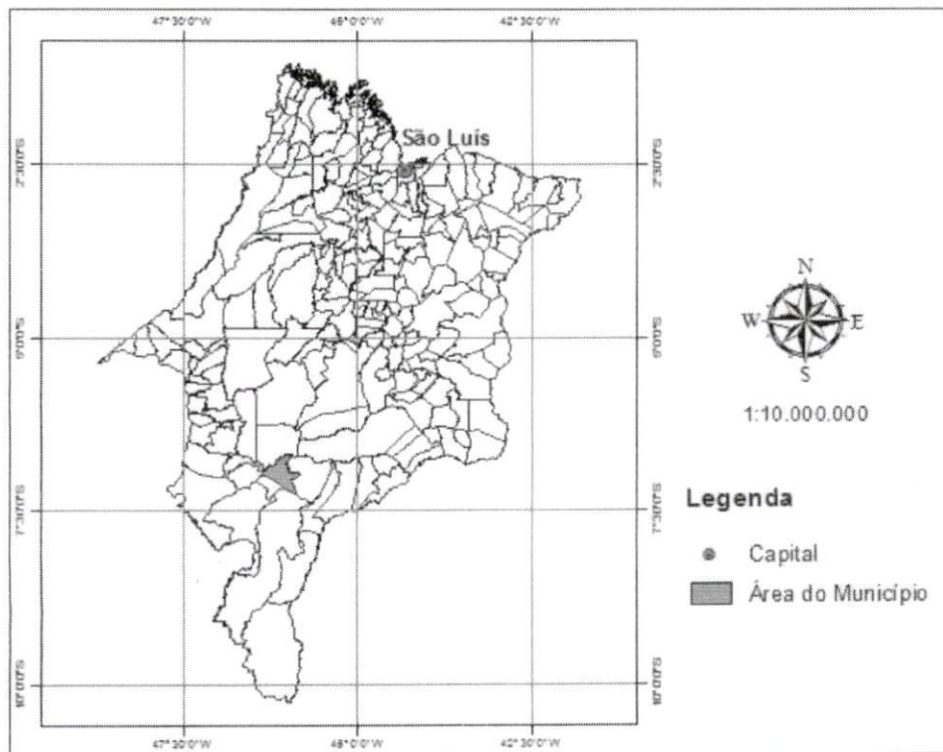 47°30'0"W 45°0'0"W 42°30'0"W
São Luís
2°30'0"S 2°30'0"S
N
W E
S
5°0'0"S 5°0'0"S
1:10.000.000
Legenda
7°30'0"S 7°30'0"S
Capital
Área do Município
10°0'0"S 10°0'0"S
47°30'0"W 45°0'0"W 42°30'0"W